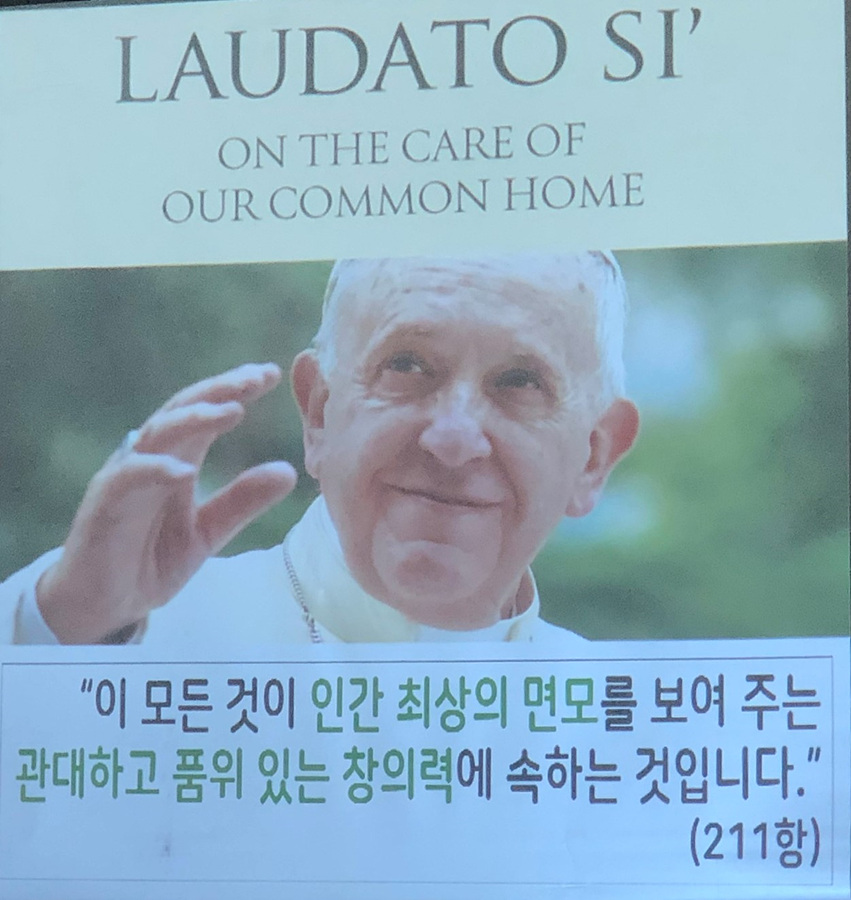 LAUDATO SI’
ON THE CARE OF
OUR COMMON HOME
“이 모든 것이 인간 최상의 면모를 보여 주는
관대하고 품위 있는 창의력에 속하는 것입니다.”
(211항)